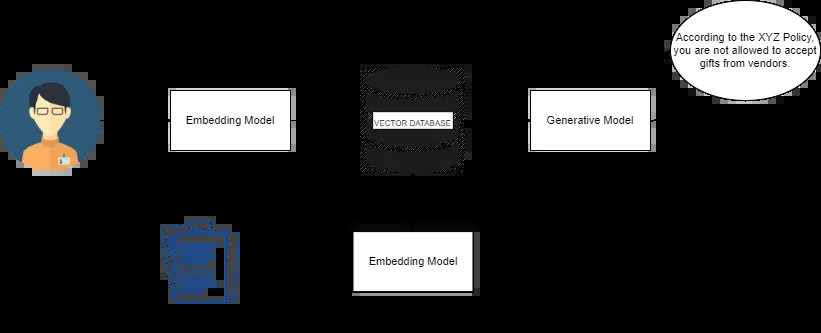 According to the XYZ Policy,
you are not allowed to accept
gifts from vendors.
Embedding Model
VECTOR DATABASE
Generative Model
Embedding Model